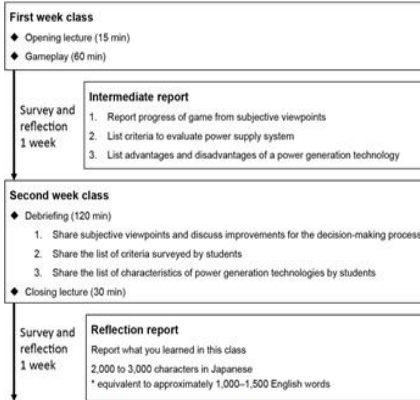 First week class
◆ Opening lecture (15 min)
◆ Gameplay (60 min)
Survey and
reflection
1 week
Intermediate report
1. Report progress of game from subjective viewpoints
2. List criteria to evaluate power supply system
3. List advantages and disadvantages of a power generation technology
Second week class
◆ Debriefing (120 min)
1. Share subjective viewpoints and discuss improvements for the decision-making process
2. Share the list of criteria surveyed by students
3. Share the list of characteristics of power generation technologies by students
◆ Closing lecture (30 min)
Survey and
reflection
1 week
Reflection report
Report what you learned in this class
2,000 to 3,000 characters in Japanese
* equivalent to approximately 1,000–1,500 English words